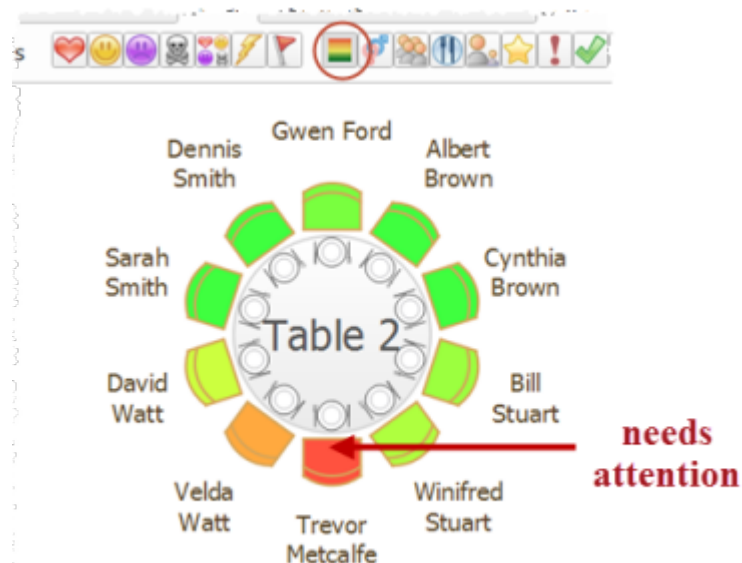 s
Gwen Ford
Dennis
Smith
Albert
Brown
Sarah
Smith
Cynthia
Brown
Table 2
David
Watt
Bill
Stuart
needs
attention
Velda
Watt
Trevor
Metcalfe
Winifred
Stuart